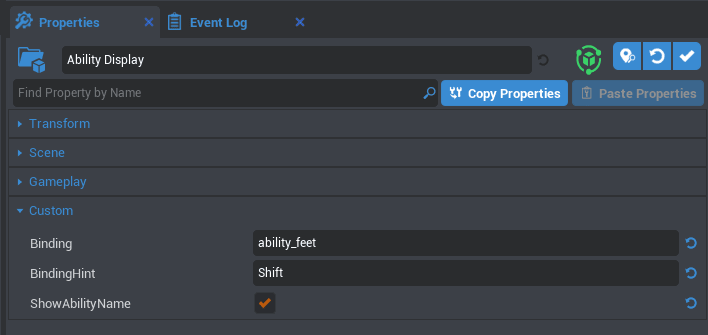 Properties Event Log
Ability Display
Find Property by Name Copy Properties Paste Properties
Transform
Scene
Gameplay
Custom
Binding ability_feet
BindingHint Shift
ShowAbilityName